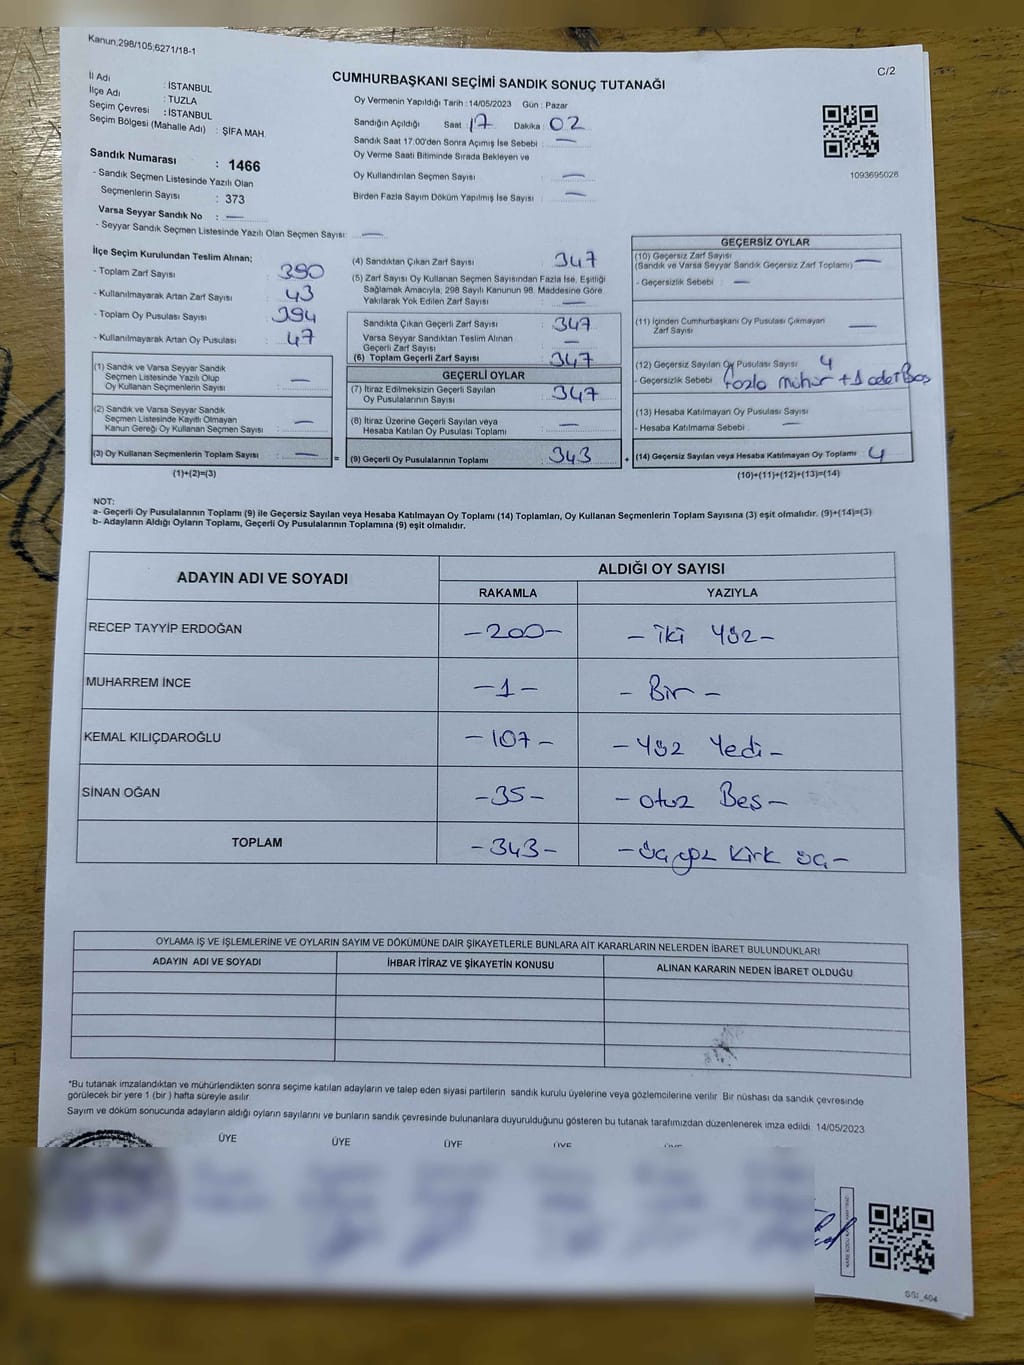 Kanun;298/105;6271/18-1
C/2
CUMHURBAŞKANI SEÇİMİ SANDIK SONUÇ TUTANAĞI
İl Adı : İSTANBUL
İlçe Adı : TUZLA
Seçim Çevresi : İSTANBUL
Seçim Bölgesi (Mahalle Adı) : ŞİFA MAH.
Sandık Numarası : 1466
- Sandık Seçmen Listesinde Yazılı Olan
Seçmenlerin Sayısı : 373
Varsa Seyyar Sandık No : —
- Seyyar Sandık Seçmen Listesinde Yazılı Olan Seçmen Sayısı: —
Oy Vermenin Yapıldığı Tarih : 14/05/2023 Gün : Pazar
Sandığın Açıldığı Saat : 17 Dakika : 02
Sandık Saat 17:00'den Sonra Açımış İse Sebebi : —
Oy Verme Saati Bitiminde Sırada Bekleyen ve
Oy Kullandırılan Seçmen Sayısı : —
Birden Fazla Sayım Döküm Yapılmış İse Sayısı : —
1093695026
İlçe Seçim Kurulundan Teslim Alınan;
- Toplam Zarf Sayısı : 390
- Kullanılmayarak Artan Zarf Sayısı : 43
- Toplam Oy Pusulası Sayısı : 394
- Kullanılmayarak Artan Oy Pusulası : 47
(1) Sandık ve Varsa Seyyar Sandık
Seçmen Listesinde Yazılı Olup
Oy Kullanan Seçmenlerin Sayısı : —
(2) Sandık ve Varsa Seyyar Sandık
Seçmen Listesinde Kayıtlı Olmayan
Kanun Gereği Oy Kullanan Seçmen Sayısı : —
(3) Oy Kullanan Seçmenlerin Toplam Sayısı : —
(1)+(2)=(3)
(4) Sandıktan Çıkan Zarf Sayısı : 347
(5) Zarf Sayısı Oy Kullanan Seçmen Sayısından Fazla İse, Eşitliği
Sağlamak Amacıyla, 298 Sayılı Kanunun 98. Maddesine Göre
Yakılarak Yok Edilen Zarf Sayısı : —
Sandıkta Çıkan Geçerli Zarf Sayısı : 347
Varsa Seyyar Sandıktan Teslim Alınan
Geçerli Zarf Sayısı : —
(6) Toplam Geçerli Zarf Sayısı : 347
GEÇERLİ OYLAR
(7) İtiraz Edilmeksizin Geçerli Sayılan
Oy Pusulalarının Sayısı : 347
(8) İtiraz Üzerine Geçerli Sayılan veya
Hesaba Katılan Oy Pusulası Toplamı : —
= (9) Geçerli Oy Pusulalarının Toplamı : 343 +
GEÇERSİZ OYLAR
(10) Geçersiz Zarf Sayısı
(Sandık ve Varsa Seyyar Sandık Geçersiz Zarf Toplamı) : —
- Geçersizlik Sebebi : —
(11) İçinden Cumhurbaşkanı Oy Pusulası Çıkmayan
Zarf Sayısı : —
(12) Geçersiz Sayılan Oy Pusulası Sayısı : 4
- Geçersizlik Sebebi : fazla mühür + 1 adet Boş
(13) Hesaba Katılmayan Oy Pusulası Sayısı
- Hesaba Katılmama Sebebi : —
(14) Geçersiz Sayılan veya Hesaba Katılmayan Oy Toplamı : 4
(10)+(11)+(12)+(13)=(14)
NOT:
a- Geçerli Oy Pusulalarının Toplamı (9) ile Geçersiz Sayılan veya Hesaba Katılmayan Oy Toplamı (14) Toplamları, Oy Kullanan Seçmenlerin Toplam Sayısına (3) eşit olmalıdır. (9)+(14)=(3)
b- Adayların Aldığı Oyların Toplamı, Geçerli Oy Pusulalarının Toplamına (9) eşit olmalıdır.
ADAYIN ADI VE SOYADI ALDIĞI OY SAYISI
RAKAMLA YAZIYLA
RECEP TAYYİP ERDOĞAN -200- - iki Yüz-
MUHARREM İNCE -1- - Bir -
KEMAL KILIÇDAROĞLU -107- - Yüz Yedi -
SİNAN OĞAN -35- - otuz Beş -
TOPLAM -343- - üçyüz Kırk üç-
OYLAMA İŞ VE İŞLEMLERİNE VE OYLARIN SAYIM VE DÖKÜMÜNE DAİR ŞİKAYETLERLE BUNLARA AİT KARARLARIN NELERDEN İBARET BULUNDUKLARI
ADAYIN ADI VE SOYADI İHBAR İTİRAZ VE ŞİKAYETİN KONUSU ALINAN KARARIN NEDEN İBARET OLDUĞU
*Bu tutanak imzalandıktan ve mühürlendikten sonra seçime katılan adayların ve talep eden siyasi partilerin sandık kurulu üyelerine veya gözlemcilerine verilir. Bir nüshası da sandık çevresinde
görülecek bir yere 1 (bir ) hafta süreyle asılır.
Sayım ve döküm sonucunda adayların aldığı oyların sayılarını ve bunların sandık çevresinde bulunanlara duyurulduğunu gösteren bu tutanak tarafımızdan düzenlenerek imza edildi. 14/05/2023
ÜYE ÜYE ÜYE ÜYE